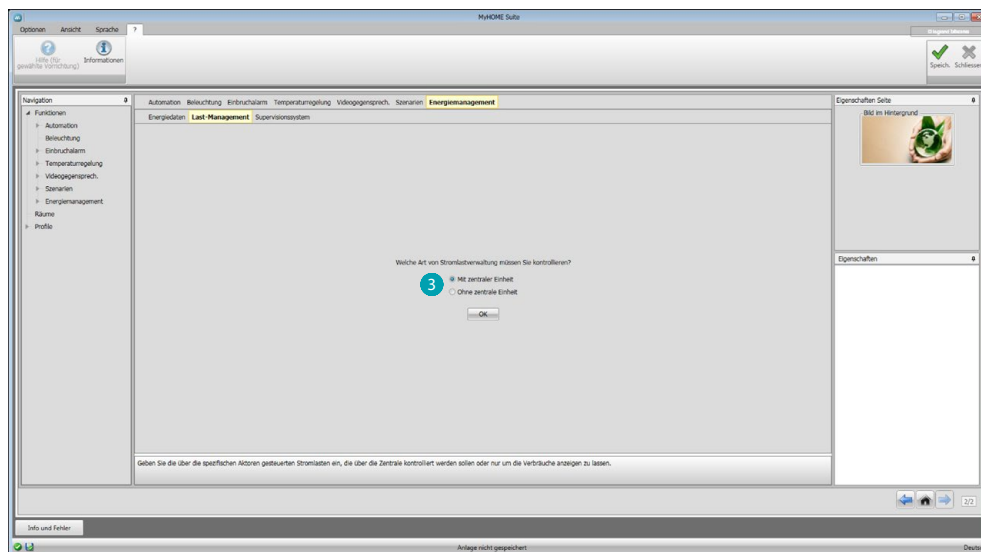 MyHOME Suite
Optionen Ansicht Sprache ?
Hilfe (für gewählte Vorrichtung)
Informationen
Speich. Schliessen
Navigation
Funktionen
Automation
Beleuchtung
Einbruchalarm
Temperaturregelung
Videogegensprech.
Szenarien
Energiemanagement
Räume
Profile
Automation Beleuchtung Einbruchalarm Temperaturregelung Videogegensprech. Szenarien Energiemanagement
Energiedaten Last-Management Supervisionssystem
Welche Art von Stromlastverwaltung müssen Sie kontrollieren?
3
Mit zentraler Einheit
Ohne zentrale Einheit
OK
Geben Sie die über die spezifischen Aktoren gesteuerten Stromlasten ein, die über die Zentrale kontrolliert werden sollen oder nur um die Verbräuche anzeigen zu lassen.
Eigenschaften Seite
Bild im Hintergrund
Eigenschaften
2/2
Info und Fehler
Anlage nicht gespeichert
Deuts